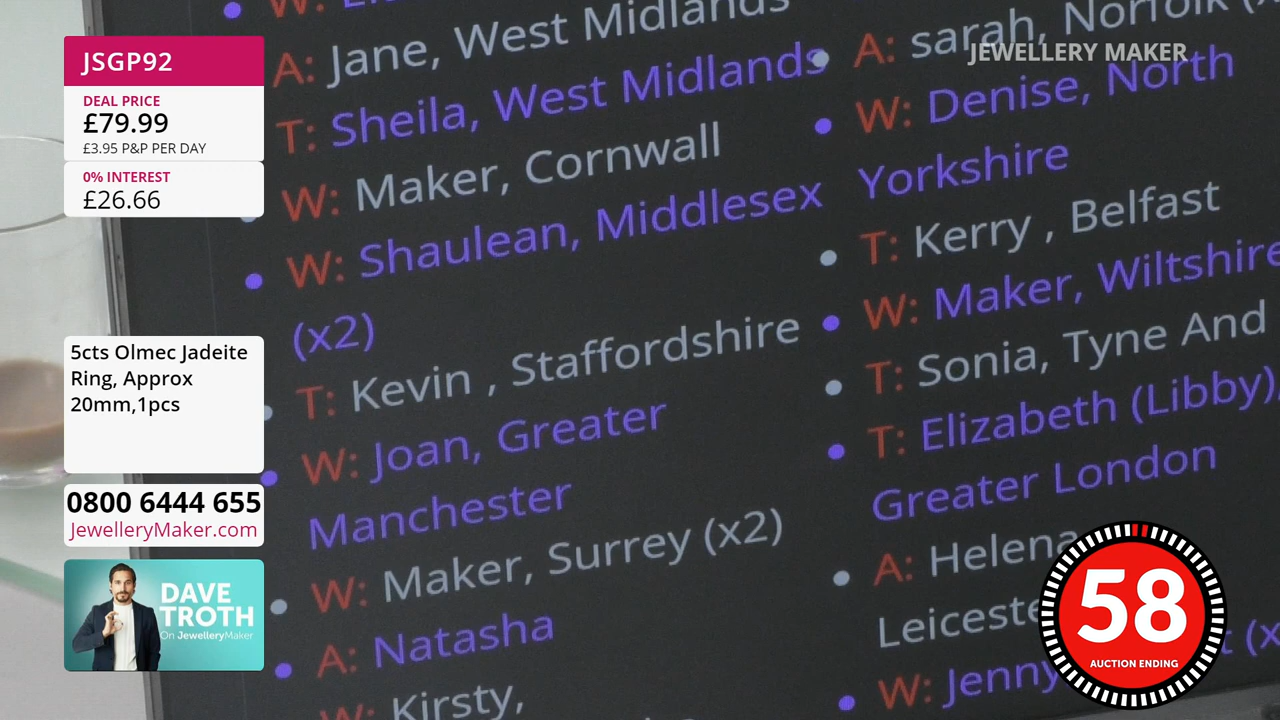 JSGP92
DEAL PRICE
£79.99
£3.95 P&P PER DAY
0% INTEREST
£26.66
5cts Olmec Jadeite
Ring, Approx
20mm,1pcs
0800 6444 655
JewelleryMaker.com
DAVE
TROTH
On JewelleryMaker
W:
A: Jane, West Midlands
T: Sheila, West Midlands
W: Maker, Cornwall
W: Shaulean, Middlesex
(x2)
T: Kevin , Staffordshire
W: Joan, Greater
Manchester
W: Maker, Surrey (x2)
A: Natasha
W: Kirsty,
JEWELLERY MAKER
A: sarah, Norfolk
W: Denise, North
Yorkshire
T: Kerry , Belfast
W: Maker, Wiltshire
T: Sonia, Tyne And
T: Elizabeth (Libby),
Greater London
A: Helena
W: Jenny
58
AUCTION ENDING